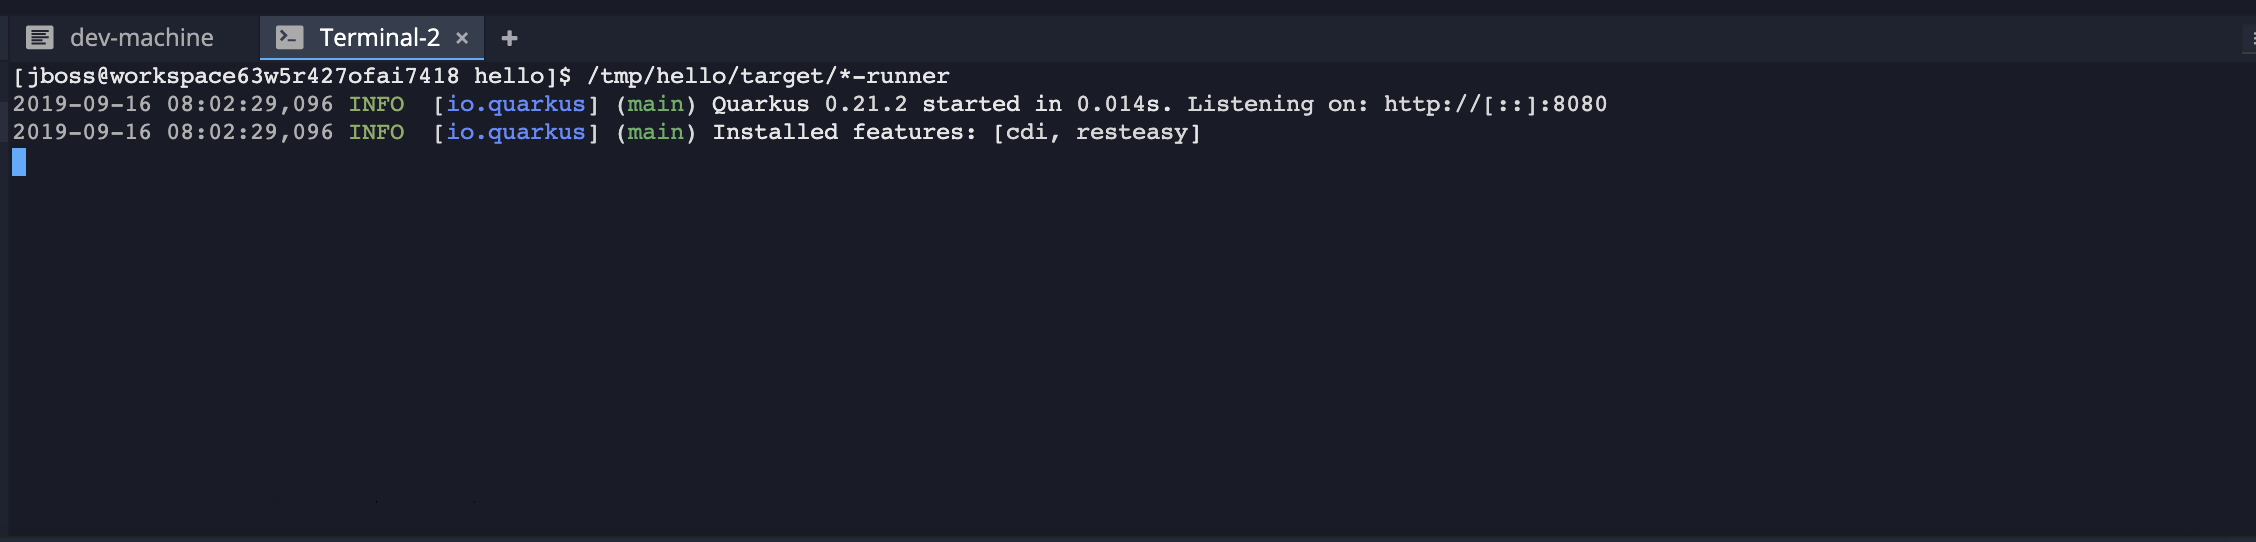 dev-machine Terminal-2 × +
[jboss@workspace63w5r427ofai7418 hello]$ /tmp/hello/target/*-runner
2019-09-16 08:02:29,096 INFO  [io.quarkus] (main) Quarkus 0.21.2 started in 0.014s. Listening on: http://[::]:8080
2019-09-16 08:02:29,096 INFO  [io.quarkus] (main) Installed features: [cdi, resteasy]